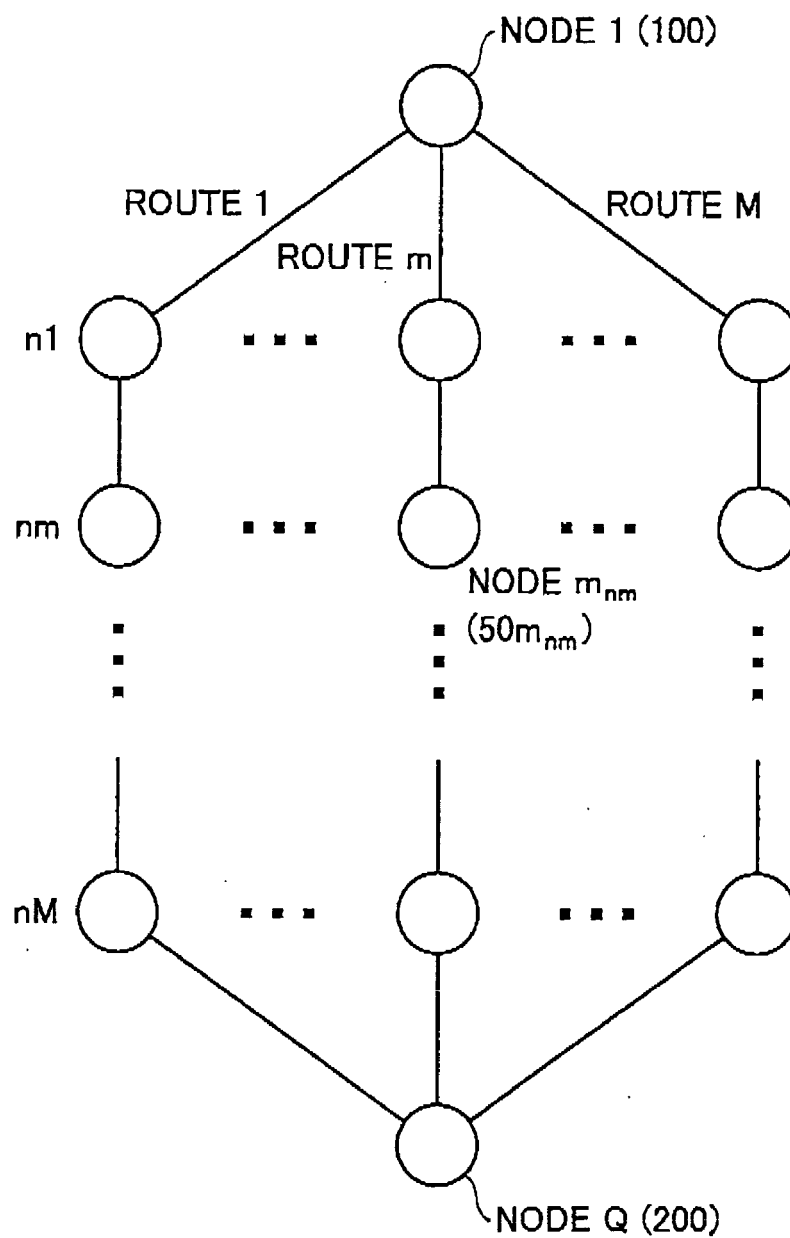 NODE 1 (100)
ROUTE 1
ROUTE M
ROUTE m
n1
nm
NODE mnm
(50mnm)
nM
NODE Q (200)